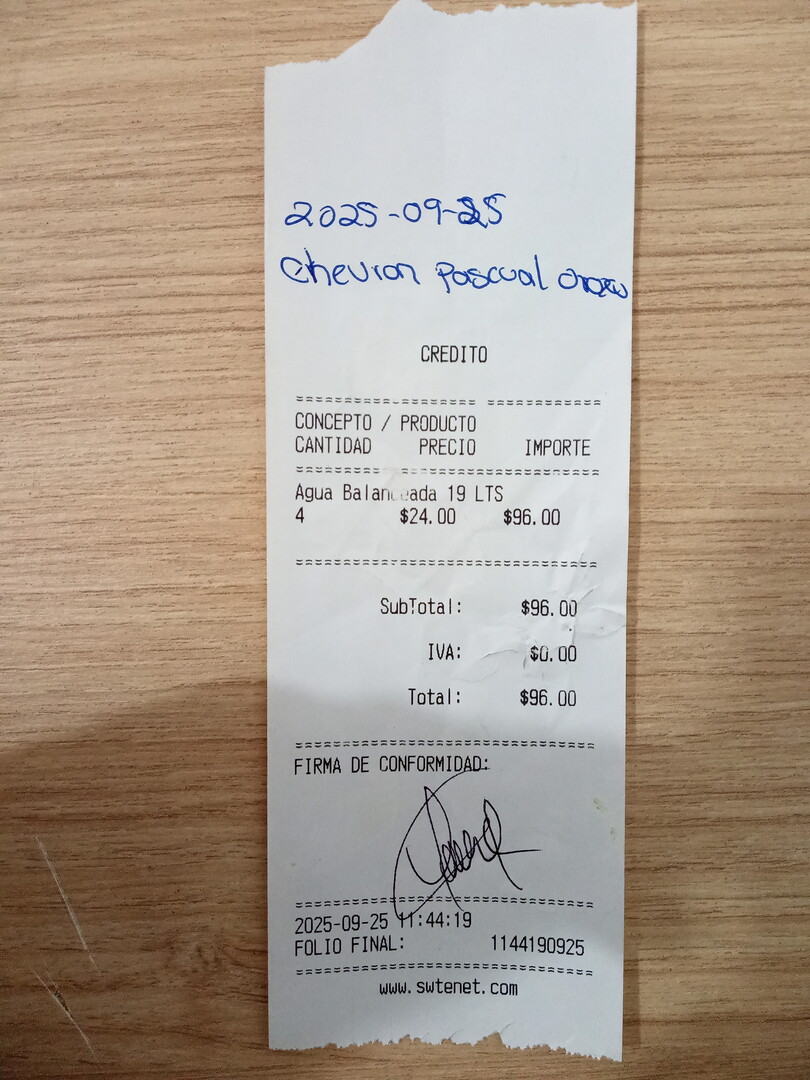 2025-09-25
Chevron Pascual
CREDITO
==============================
CONCEPTO / PRODUCTO
CANTIDAD PRECIO IMPORTE
==============================
Agua Balanceada 19 LTS
4 $24.00 $96.00
==============================
SubTotal: $96.00
IVA: $0.00
Total: $96.00
==============================
FIRMA DE CONFORMIDAD:
==============================
2025-09-25 11:44:19
FOLIO FINAL: 1144190925
==============================
www.swtenet.com